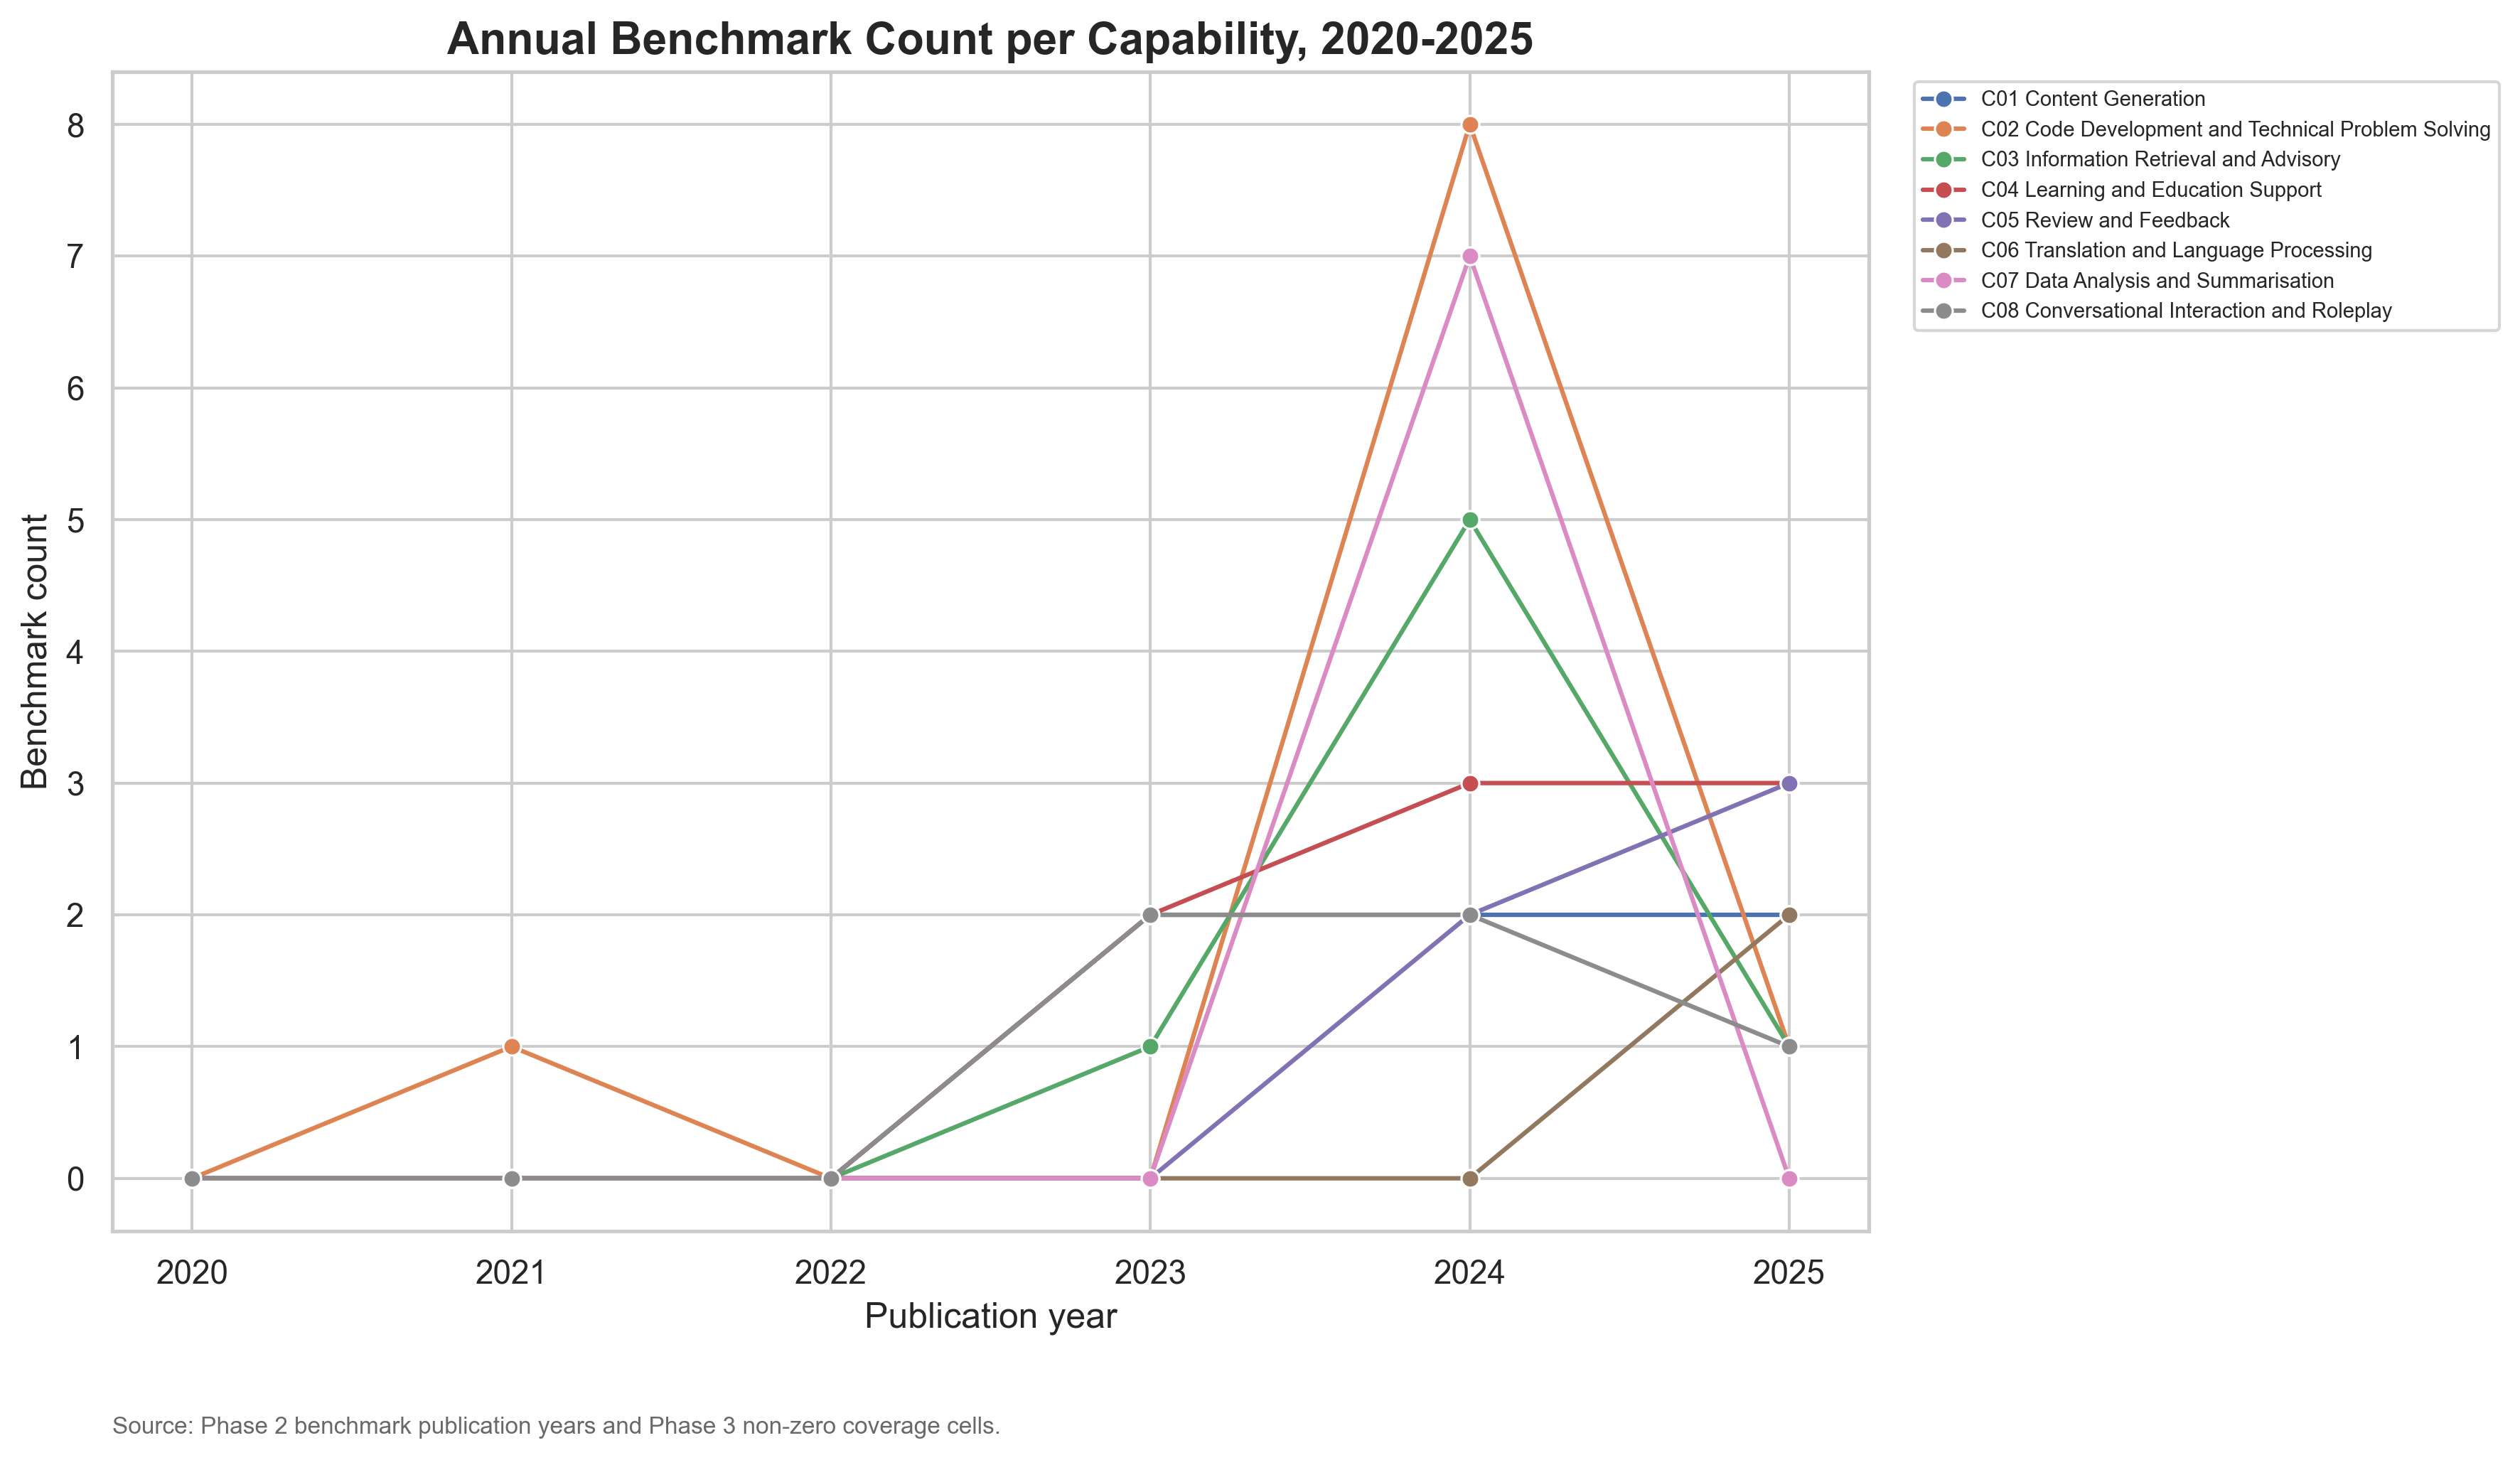 Annual Benchmark Count per Capability, 2020-2025
C01 Content Generation
C02 Code Development and Technical Problem Solving
C03 Information Retrieval and Advisory
C04 Learning and Education Support
C05 Review and Feedback
C06 Translation and Language Processing
C07 Data Analysis and Summarisation
C08 Conversational Interaction and Roleplay
Benchmark count
8
7
6
5
4
3
2
1
0
2020 2021 2022 2023 2024 2025
Publication year
Source: Phase 2 benchmark publication years and Phase 3 non-zero coverage cells.